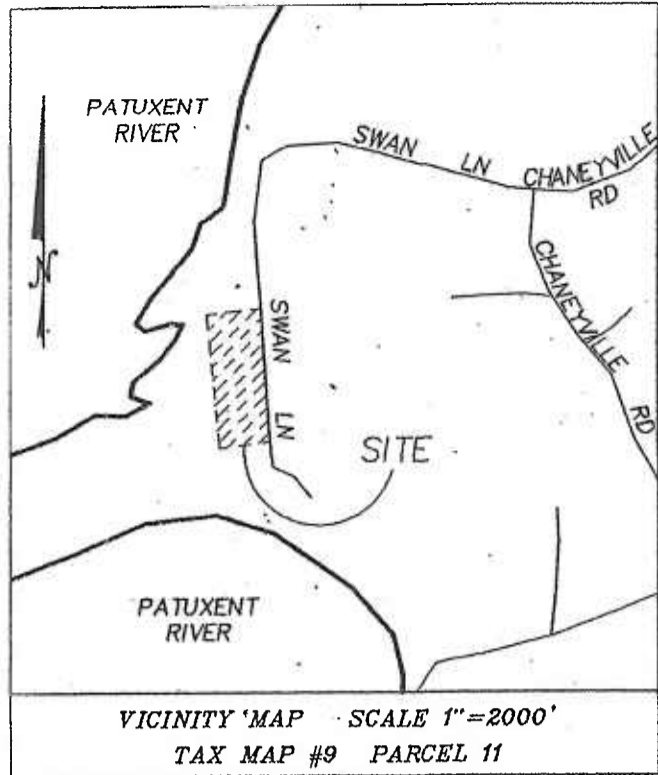 PATUXENT
RIVER
SWAN LN
CHANEYVILLE
RD
N
CHANEYVILLE
RD
SWAN
LN
SITE
PATUXENT
RIVER
VICINITY 'MAP SCALE 1"=2000'
TAX MAP #9 PARCEL 11